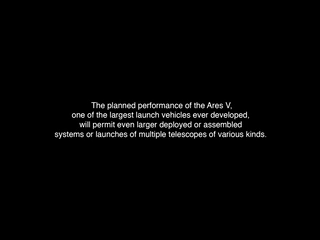 The planned performance of the Ares V,
one of the largest launch vehicles ever developed,
will permit even larger deployed or assembled
systems or launches of multiple telescopes of various kinds.